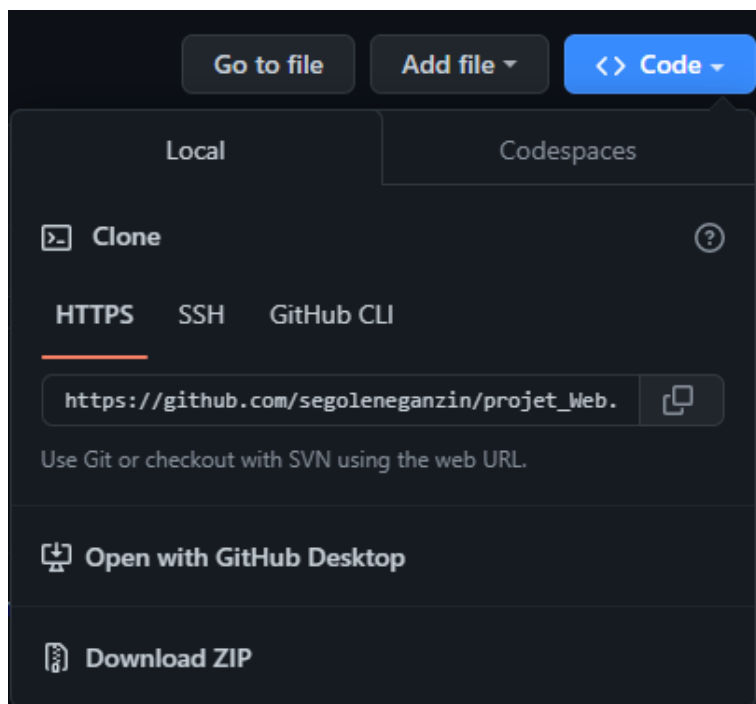 Go to file Add file <> Code
Local Codespaces
Clone
HTTPS SSH GitHub CLI
https://github.com/segoleneganzin/projet_Web.
Use Git or checkout with SVN using the web URL.
Open with GitHub Desktop
Download ZIP